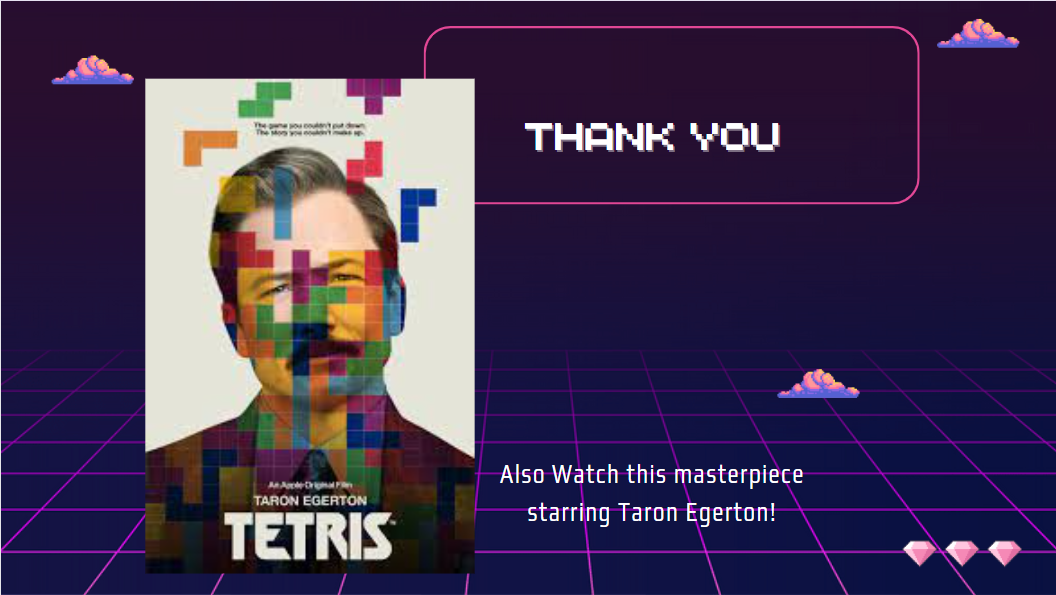 THANK YOU
The game you couldn't put down.
The story you couldn't make up.
An Apple Original Film
TARON EGERTON
TETRIS
Also Watch this masterpiece
starring Taron Egerton!